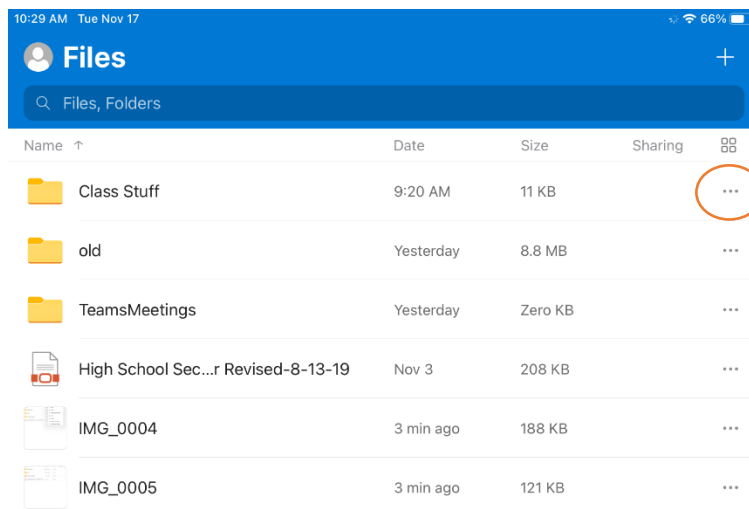 10:29 AM Tue Nov 17 66%
Files
Files, Folders
Name ↑ Date Size Sharing
Class Stuff 9:20 AM 11 KB ...
old Yesterday 8.8 MB ...
TeamsMeetings Yesterday Zero KB ...
High School Sec...r Revised-8-13-19 Nov 3 208 KB ...
IMG_0004 3 min ago 188 KB ...
IMG_0005 3 min ago 121 KB ...